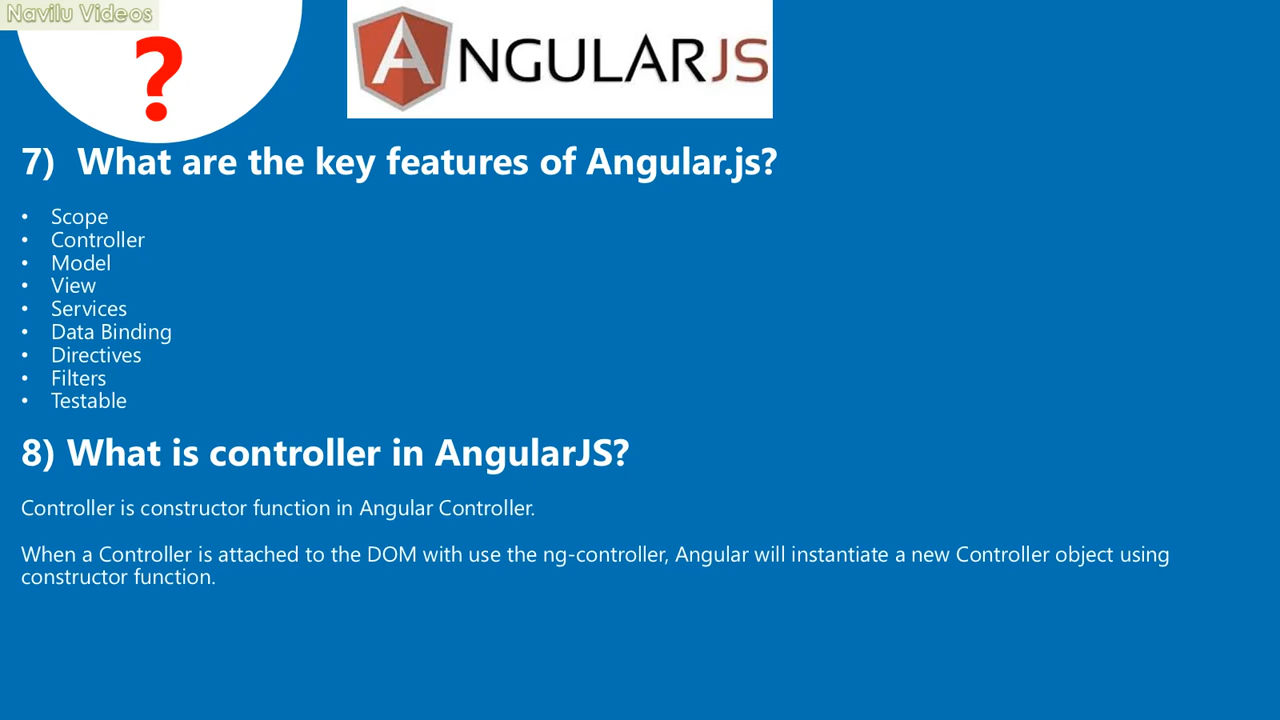 Navilu Videos
?
ANGULARJS
7) What are the key features of Angular.js?
• Scope
• Controller
• Model
• View
• Services
• Data Binding
• Directives
• Filters
• Testable
8) What is controller in AngularJS?
Controller is constructor function in Angular Controller.
When a Controller is attached to the DOM with use the ng-controller, Angular will instantiate a new Controller object using
constructor function.